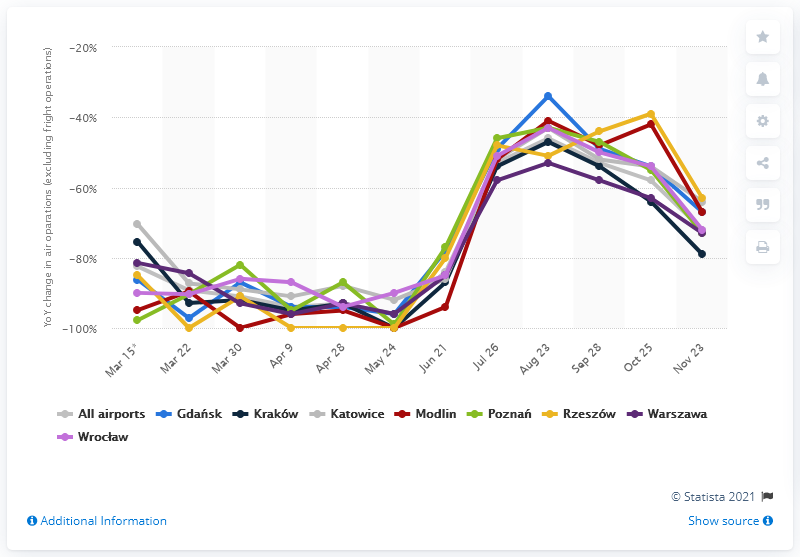 YoY change in air oparations (excluding fright operations)
−20%
−40%
−60%
−80%
−100%
Mar 15*
Mar 22
Mar 30
Apr 9
Apr 28
May 24
Jun 21
Jul 26
Aug 23
Sep 28
Oct 25
Nov 23
All airports Gdańsk Kraków Katowice Modlin Poznań Rzeszów Warszawa
Wrocław
© Statista 2021
Additional Information Show source